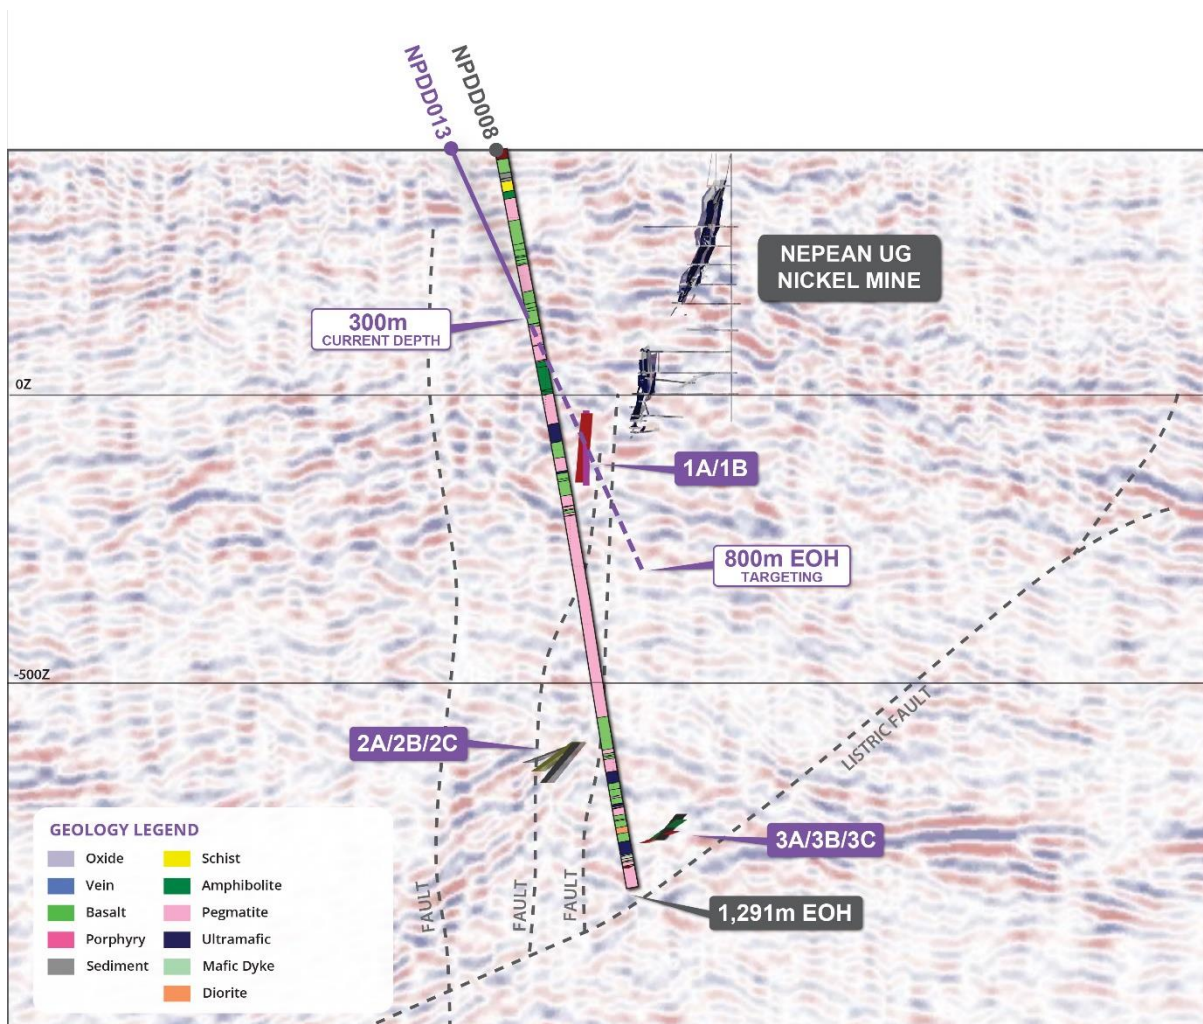 NPDD013
NPDD008
NEPEAN UG
NICKEL MINE
300m
CURRENT DEPTH
0Z
1A/1B
800m EOH
TARGETING
-500Z
LISTRIC FAULT
2A/2B/2C
3A/3B/3C
FAULT
FAULT
FAULT
1,291m EOH
GEOLOGY LEGEND
Oxide
Vein
Basalt
Porphyry
Sediment
Schist
Amphibolite
Pegmatite
Ultramafic
Mafic Dyke
Diorite